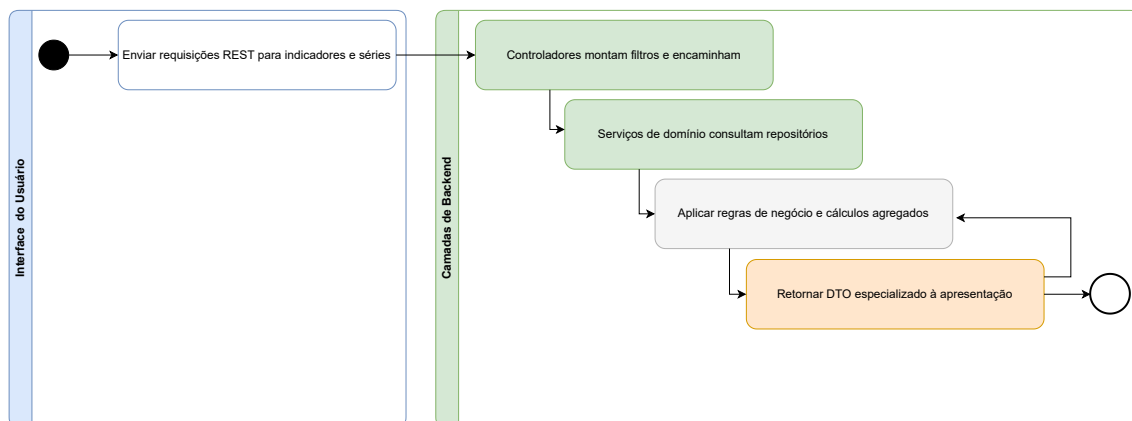 Interface do Usuário
Enviar requisições REST para indicadores e séries
Camadas de Backend
Controladores montam filtros e encaminham
Serviços de domínio consultam repositórios
Aplicar regras de negócio e cálculos agregados
Retornar DTO especializado à apresentação